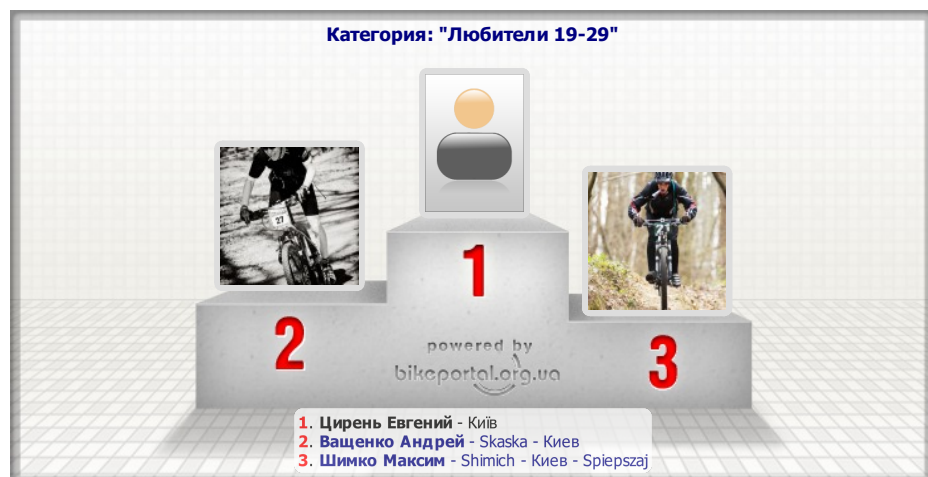 Категория: "Любители 19-29"
27
1
2
3
powered by
bikeportal.org.ua
1. Цирень Евгений - Київ
2. Ващенко Андрей - Skaska - Киев
3. Шимко Максим - Shimich - Киев - Spiepszaj